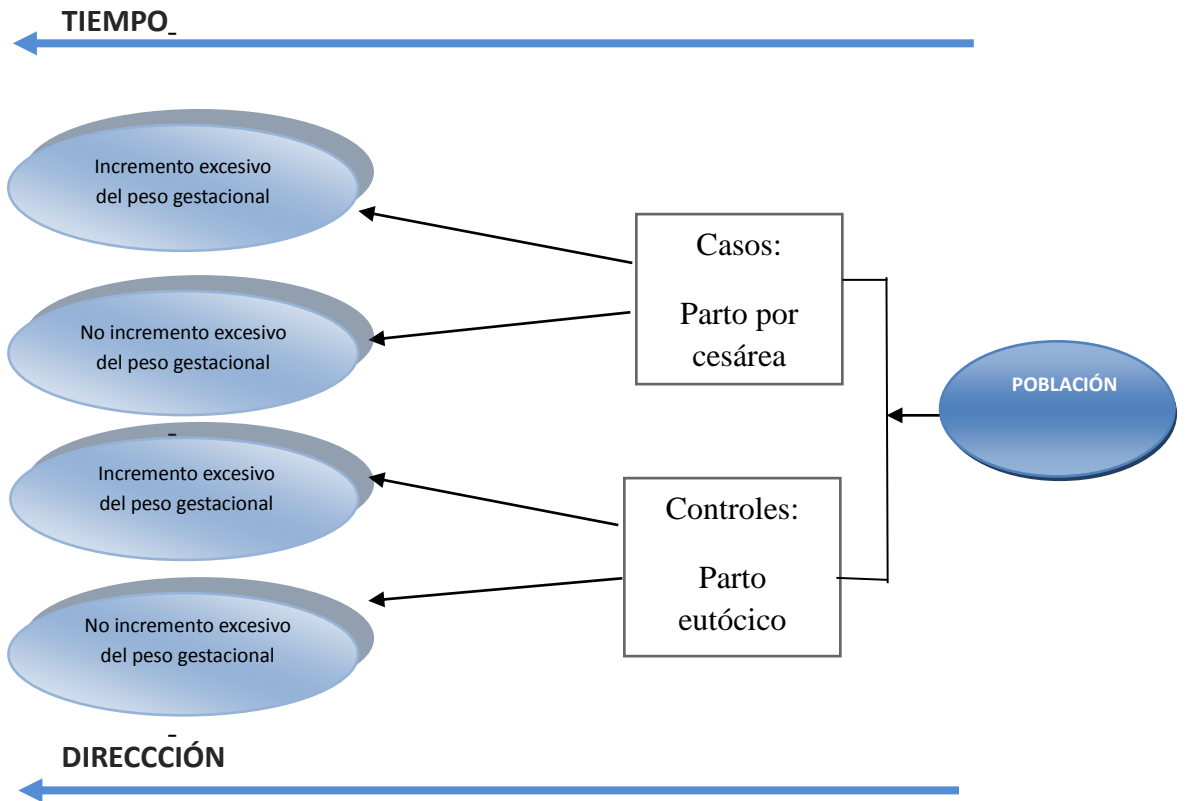 TIEMPO
Incremento excesivo
del peso gestacional
No incremento excesivo
del peso gestacional
Incremento excesivo
del peso gestacional
No incremento excesivo
del peso gestacional
Casos:
Parto por
cesárea
Controles:
Parto
eutócico
POBLACIÓN
DIRECCCIÓN